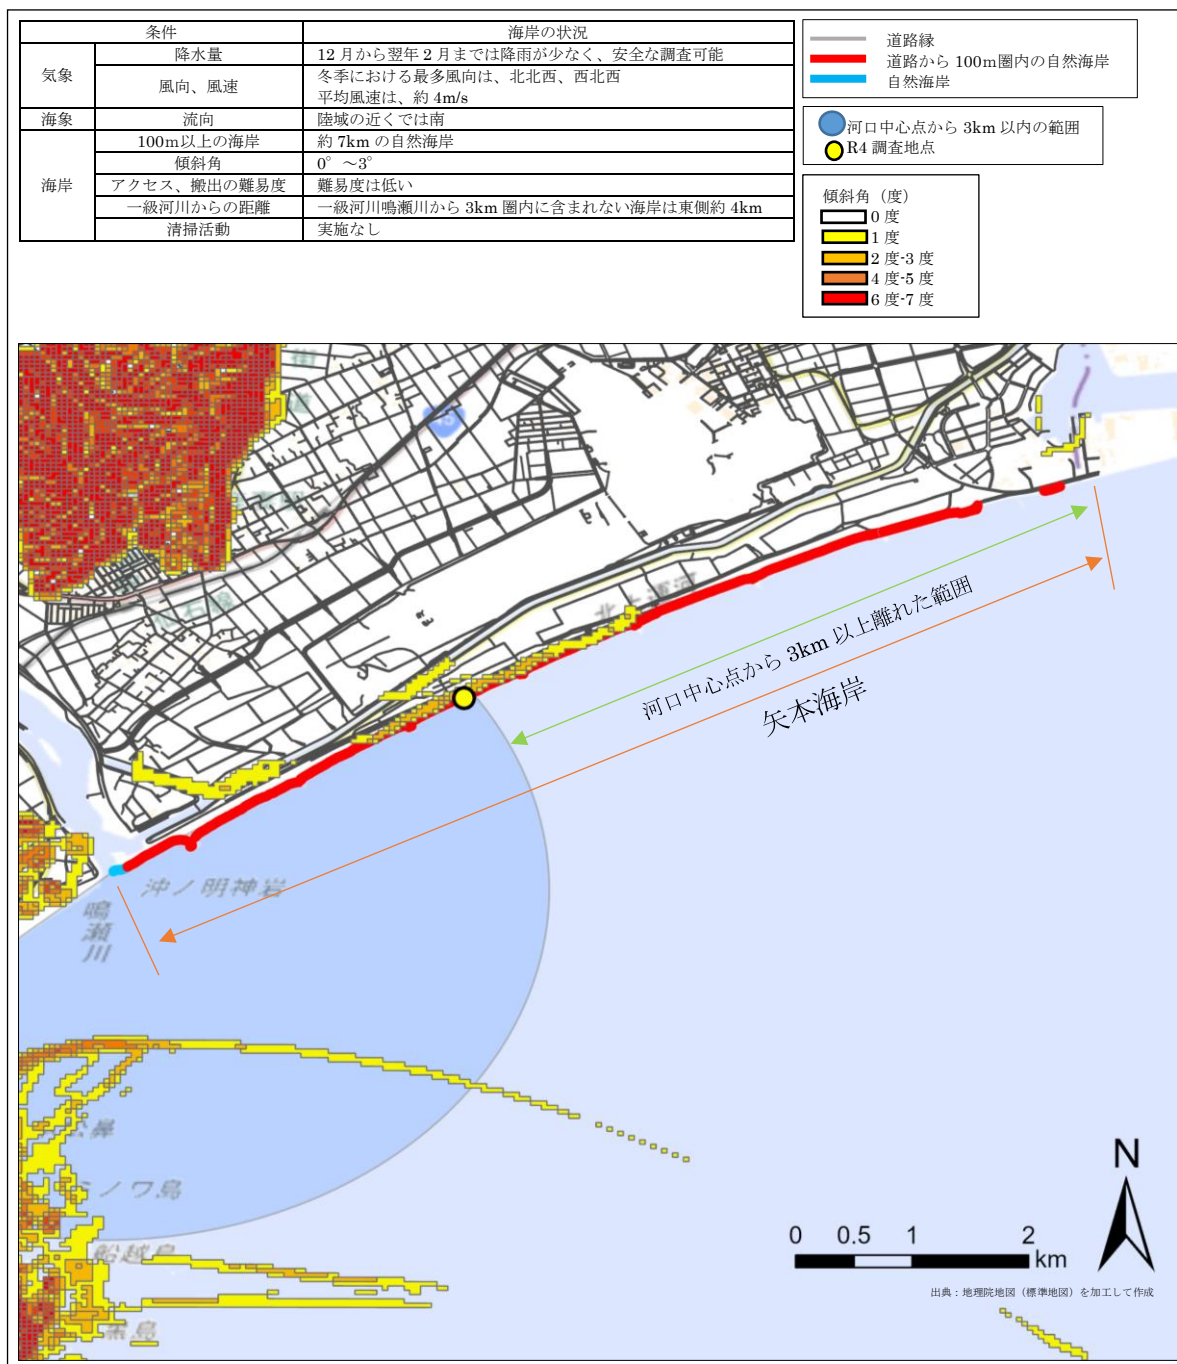 条件 海岸の状況
気象 降水量 12月から翌年2月までは降雨が少なく、安全な調査可能
風向、風速 冬季における最多風向は、北北西、西北西
平均風速は、約4m/s
海象 流向 陸域の近くでは南
海岸 100m以上の海岸 約7kmの自然海岸
傾斜角 0°~3°
アクセス、搬出の難易度 難易度は低い
一級河川からの距離 一級河川鳴瀬川から3km圏内に含まれない海岸は東側約4km
清掃活動 実施なし
道路縁
道路から100m圏内の自然海岸
自然海岸
河口中心点から3km以内の範囲
R4調査地点
傾斜角(度)
0度
1度
2度-3度
4度-5度
6度-7度
45
北上運河
河口中心点から3km以上離れた範囲
矢本海岸
沖ノ明神岩
鳴瀬川
ミノワ島
船越島
N
0 0.5 1 2
km
出典:地理院地図(標準地図)を加工して作成